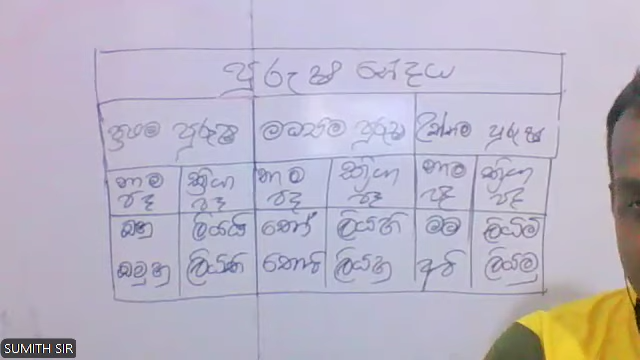 පුරුෂ භේදය
ප්‍රථම පුරුෂ මධ්‍යම පුරුෂ උත්තම පුරුෂ
නාම ක්‍රියා නාම ක්‍රියා නාම ක්‍රියා
පද පද පද පද පද පද
ඔහු ලියයි තෝ ලියහි මම ලියමි
ඔවුහු ලියති තොපි ලියහු අපි ලියමු
SUMITH SIR